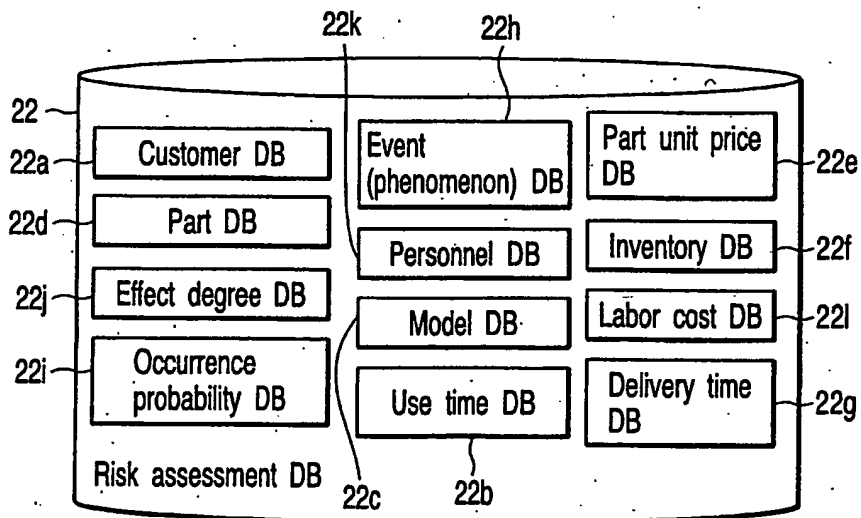 22k
22h
22
22a
Customer DB
22d
Part DB
22j
Effect degree DB
22i
Occurrence
probability DB
Risk assessment DB
Event
(phenomenon) DB
Personnel DB
Model DB
Use time DB
22c
22b
Part unit price
DB
22e
Inventory DB
22f
Labor cost DB
22l
Delivery time
DB
22g